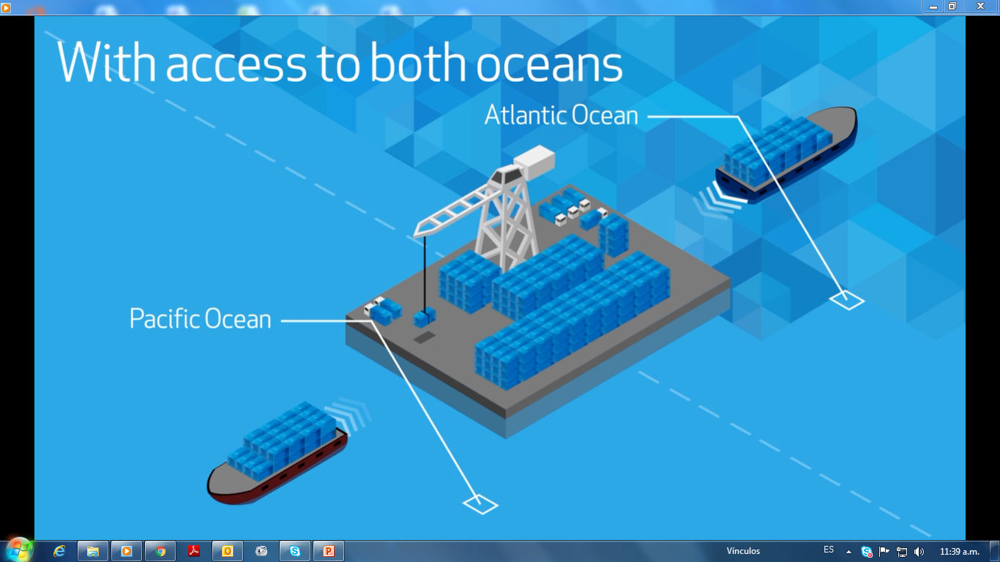 With access to both oceans
Atlantic Ocean
Pacific Ocean
Vínculos
ES
11:39 a.m.